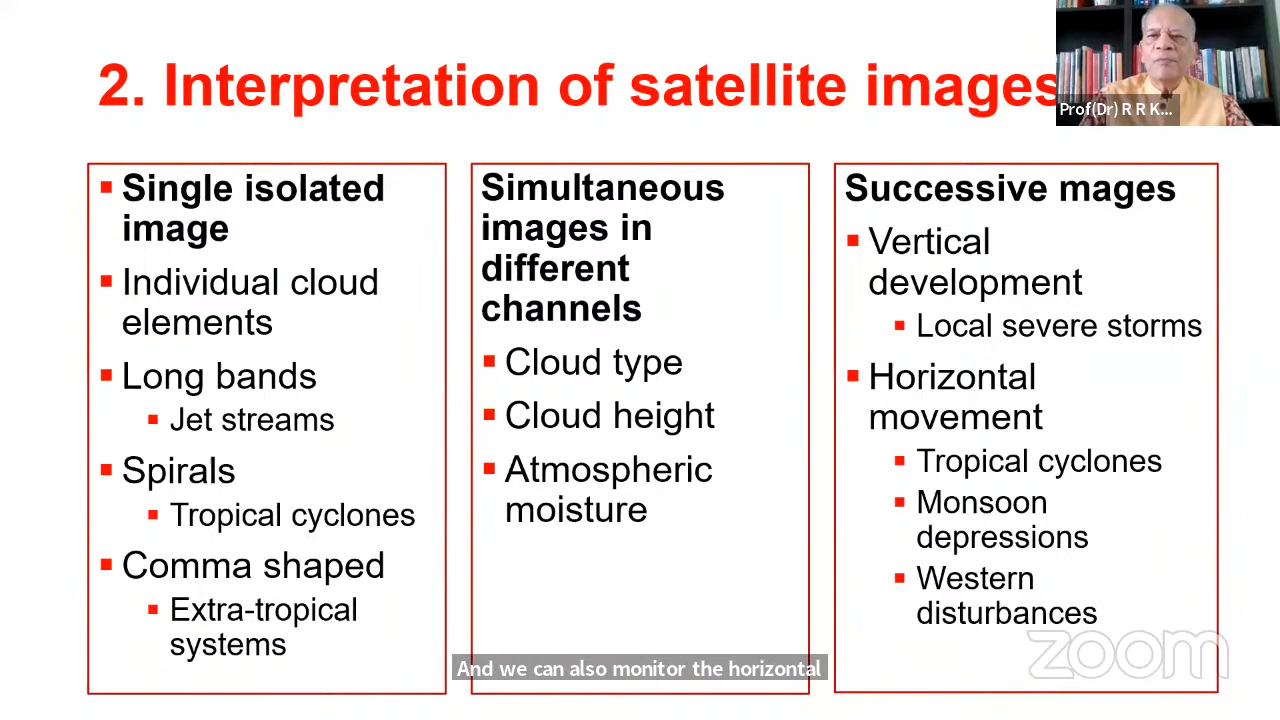 2. Interpretation of satellite images
Prof(Dr) R R K...
Single isolated
image
Individual cloud
elements
Long bands
Jet streams
Spirals
Tropical cyclones
Comma shaped
Extra-tropical
systems
Simultaneous
images in
different
channels
Cloud type
Cloud height
Atmospheric
moisture
Successive mages
Vertical
development
Local severe storms
Horizontal
movement
Tropical cyclones
Monsoon
depressions
Western
disturbances
And we can also monitor the horizontal
zoom